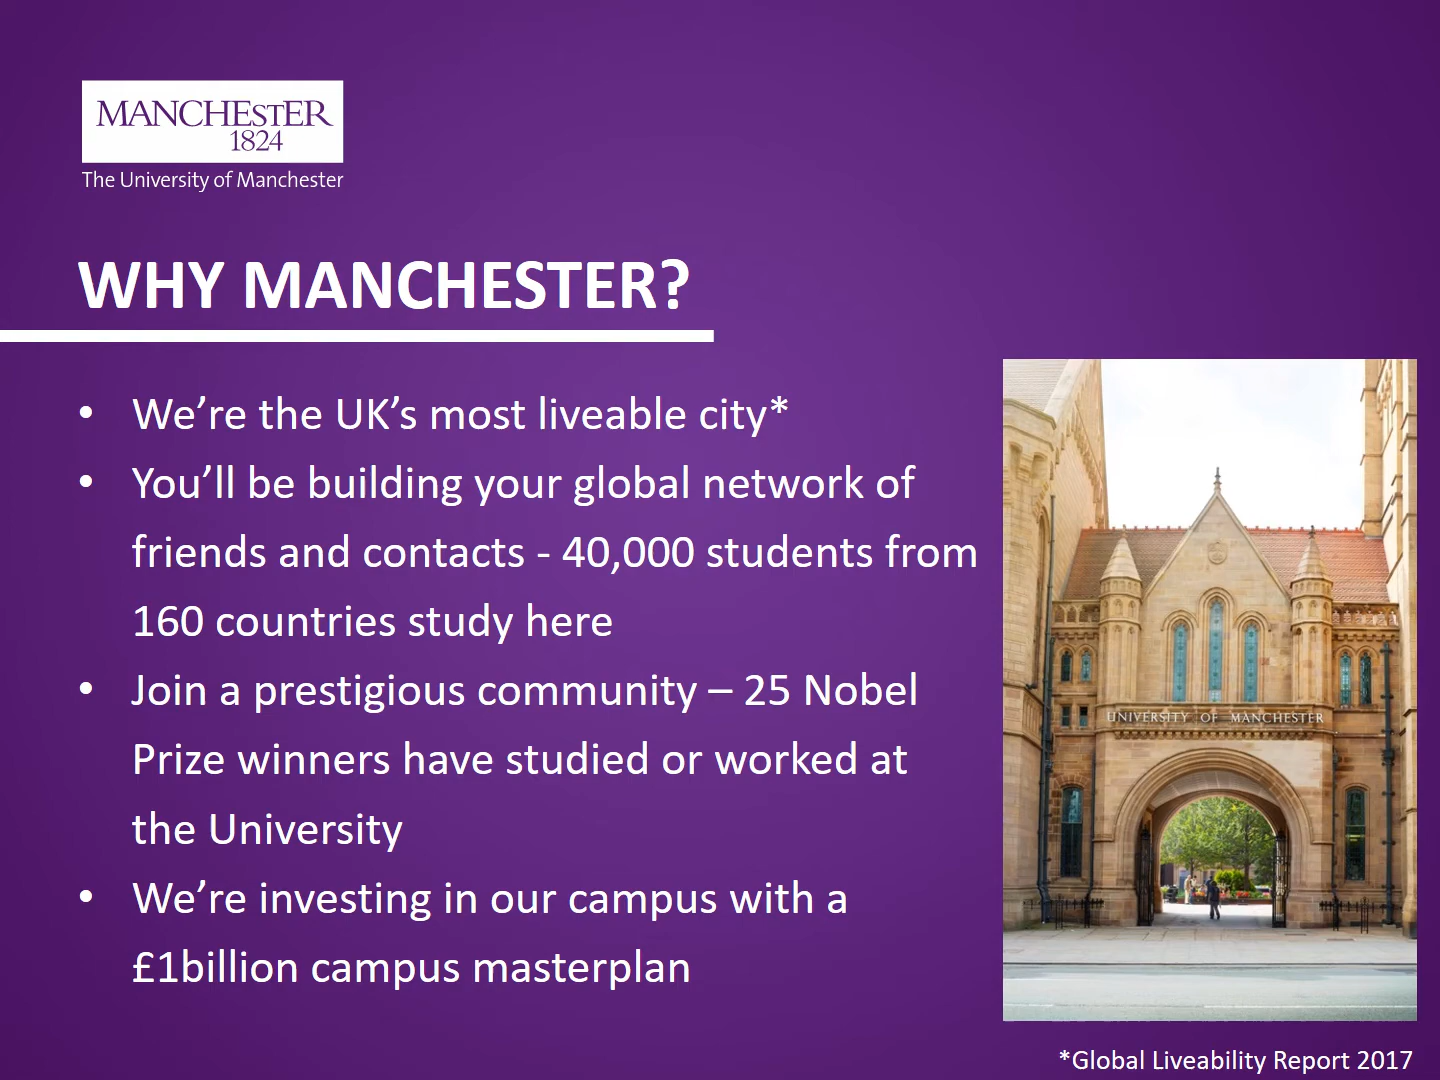 MANCHESTER
1824
The University of Manchester
WHY MANCHESTER?
• We’re the UK’s most liveable city*
• You’ll be building your global network of
friends and contacts - 40,000 students from
160 countries study here
• Join a prestigious community – 25 Nobel
Prize winners have studied or worked at
the University
• We’re investing in our campus with a
£1billion campus masterplan
UNIVERSITY OF MANCHESTER
*Global Liveability Report 2017